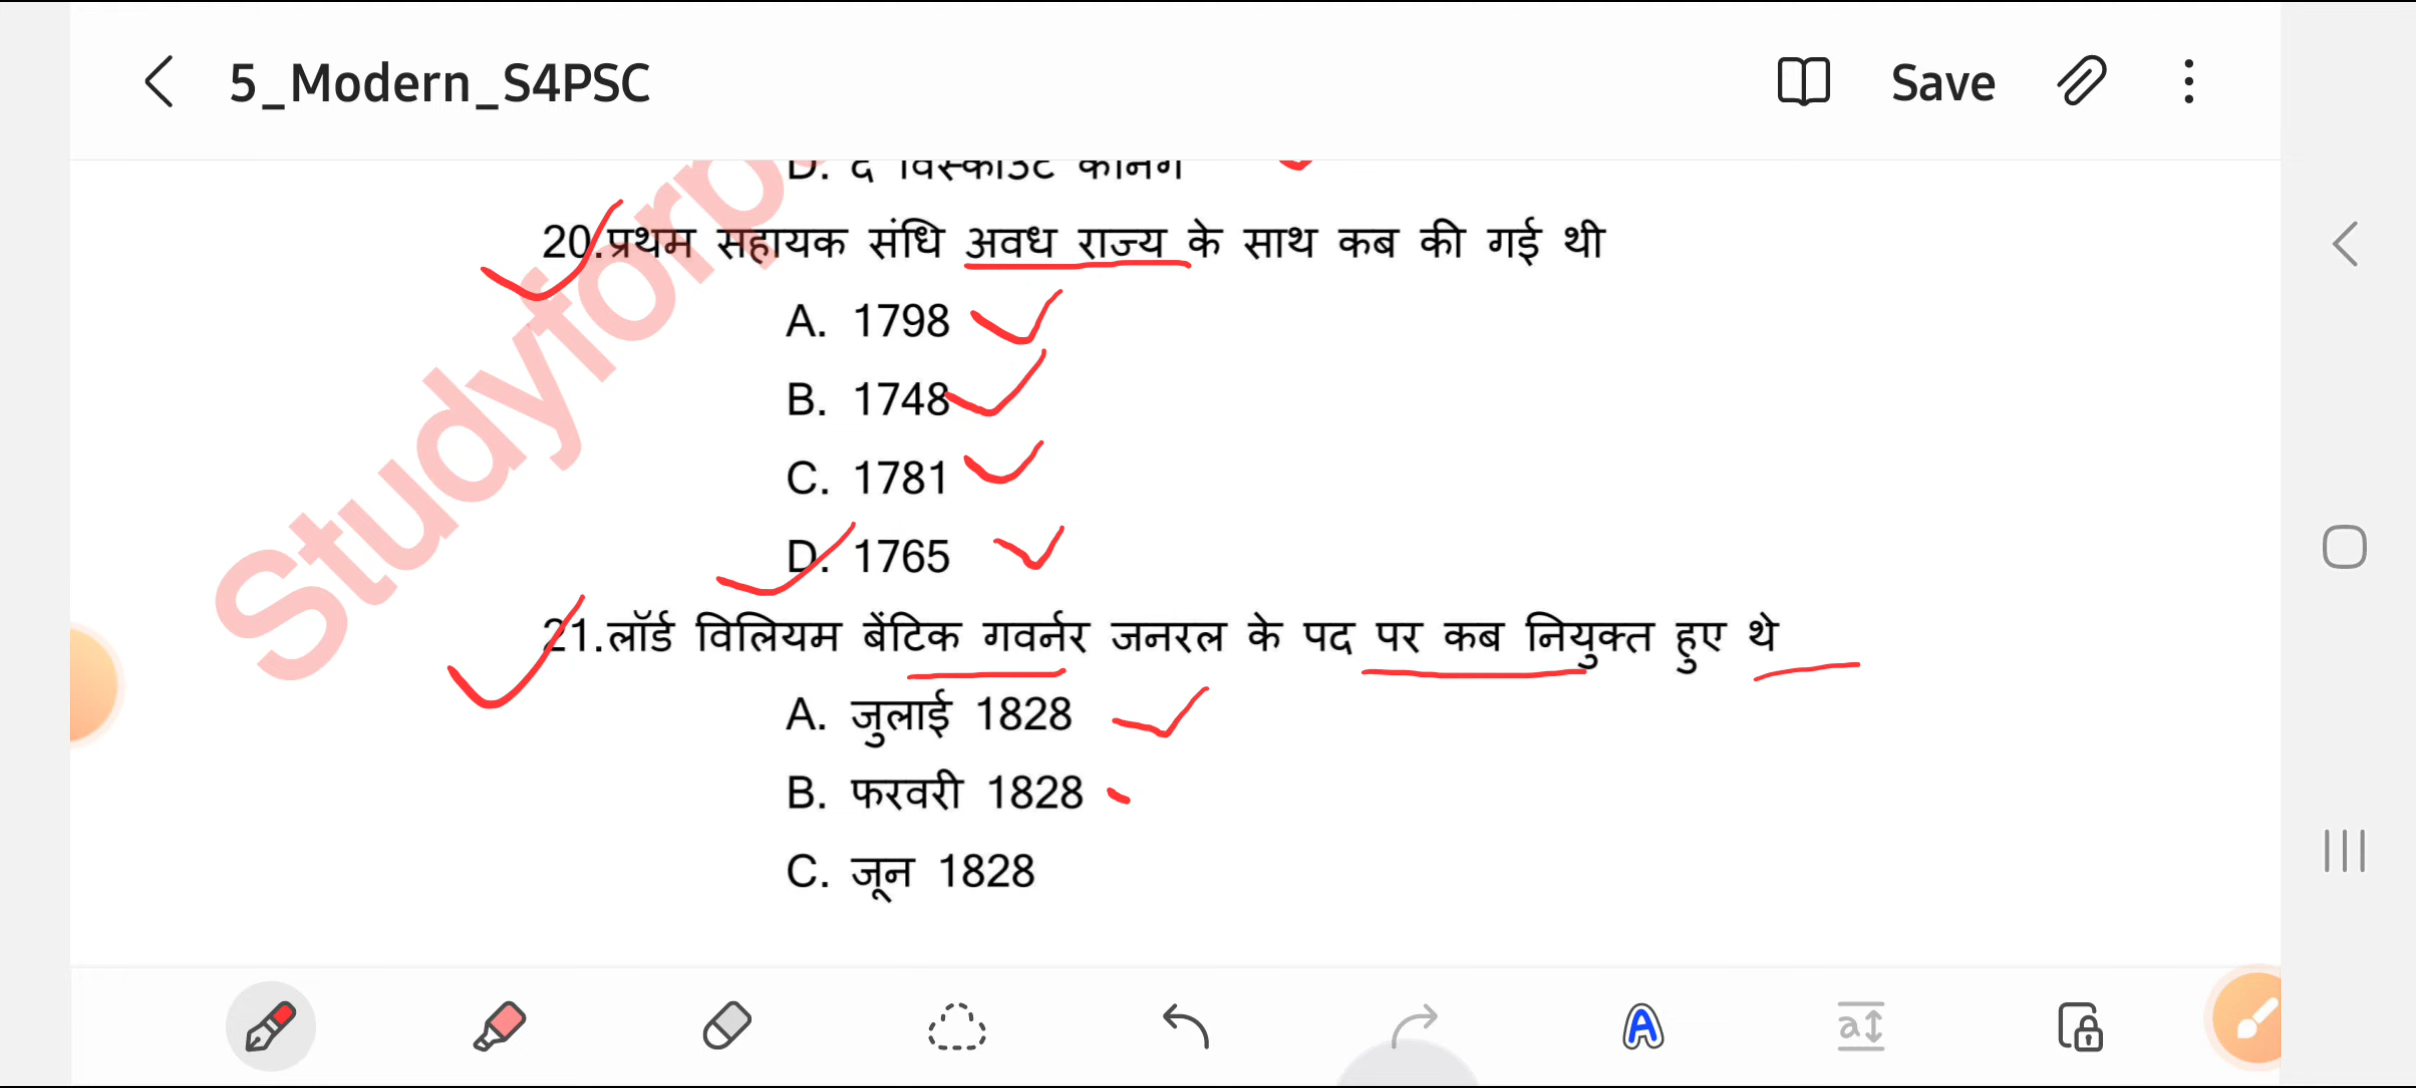 5_Modern_S4PSC
Save
D. द विस्काउंट कैनिंग
20.प्रथम सहायक संधि अवध राज्य के साथ कब की गई थी
A. 1798
B. 1748
C. 1781
D. 1765
21.लॉर्ड विलियम बेंटिक गवर्नर जनरल के पद पर कब नियुक्त हुए थे
A. जुलाई 1828
B. फरवरी 1828
C. जून 1828
Studyforp